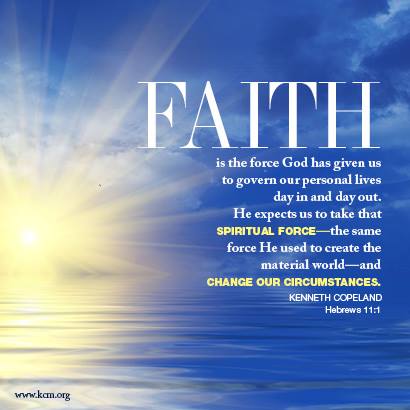 FAITH
is the force God has given us
to govern our personal lives
day in and day out.
He expects us to take that
SPIRITUAL FORCE—the same
force He used to create the
material world—and
CHANGE OUR CIRCUMSTANCES.
KENNETH COPELAND
Hebrews 11:1
www.kcm.org